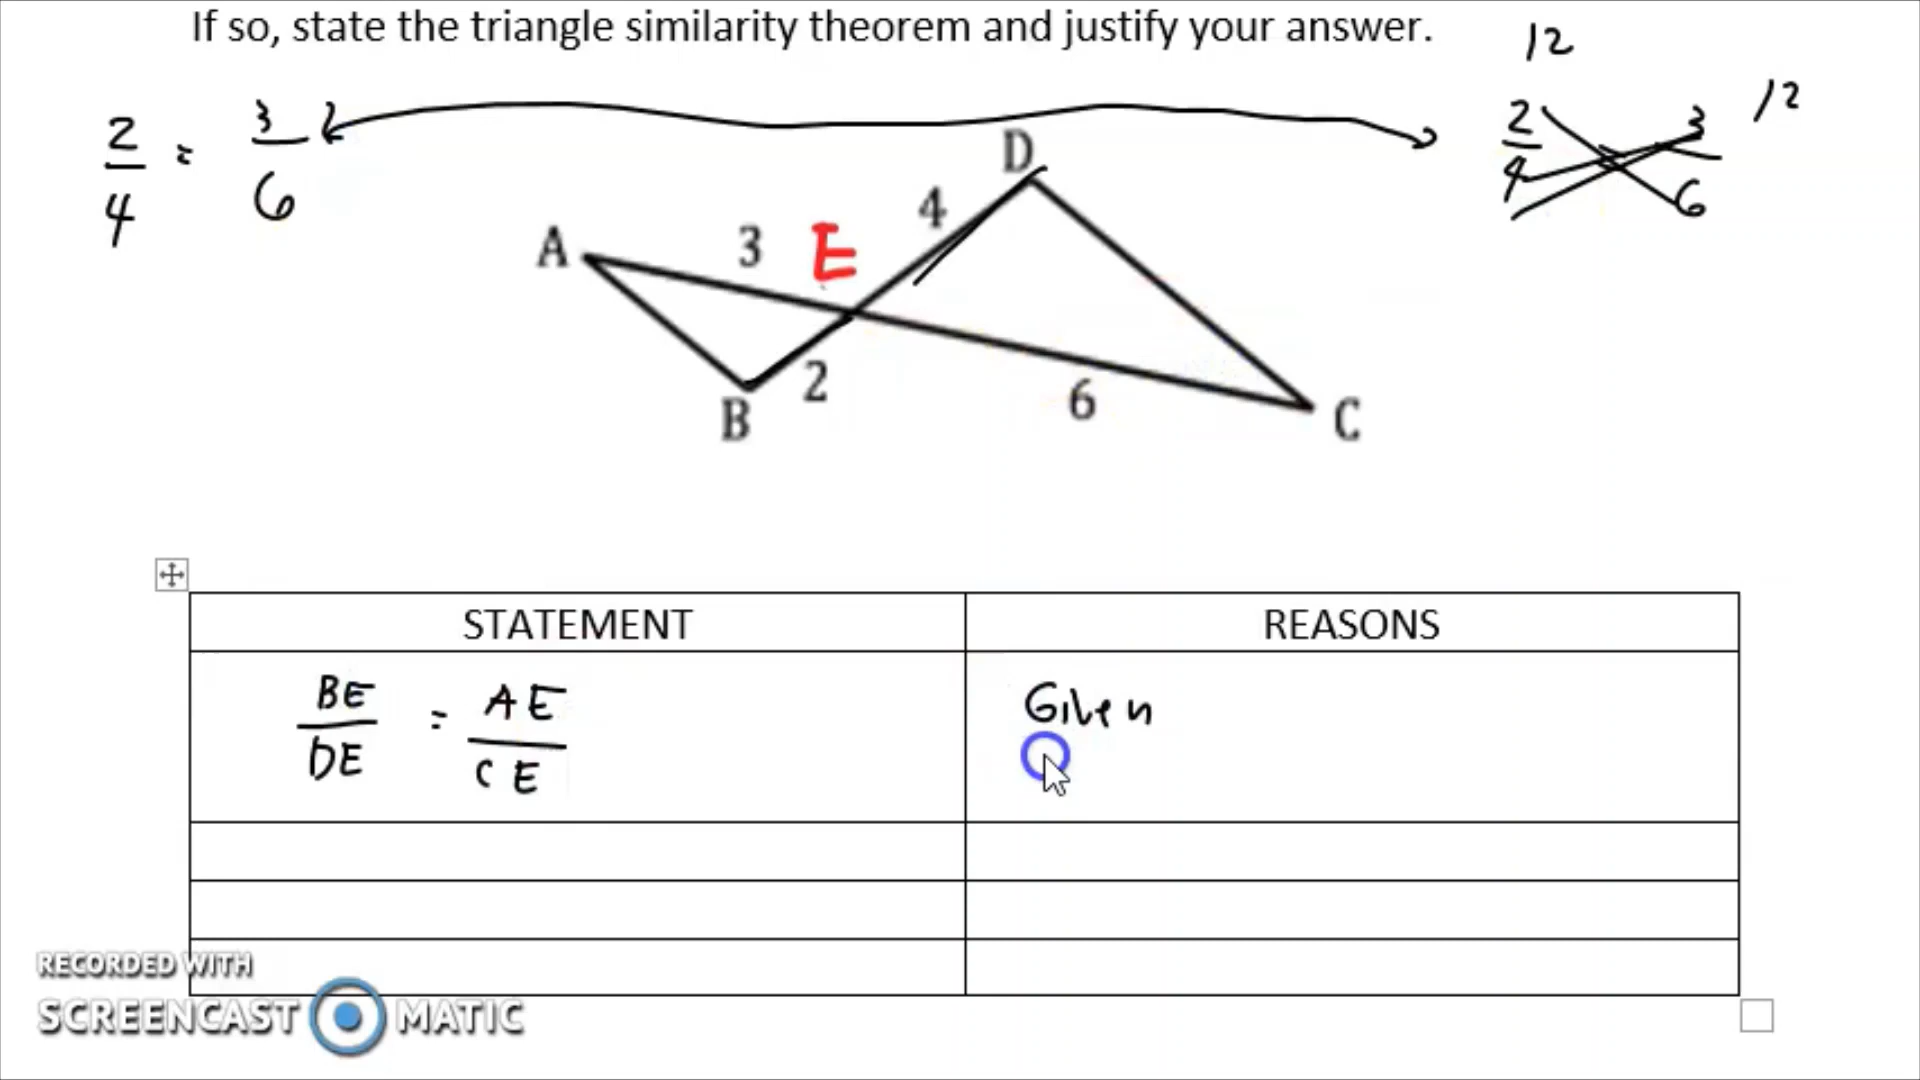 If so, state the triangle similarity theorem and justify your answer.
12
2/4 = 3/6
2/4 3/6
12
D
4
A
3
E
2
B
6
C
STATEMENT
REASONS
BE/DE = AE/CE
Given
RECORDED WITH
SCREENCAST MATIC